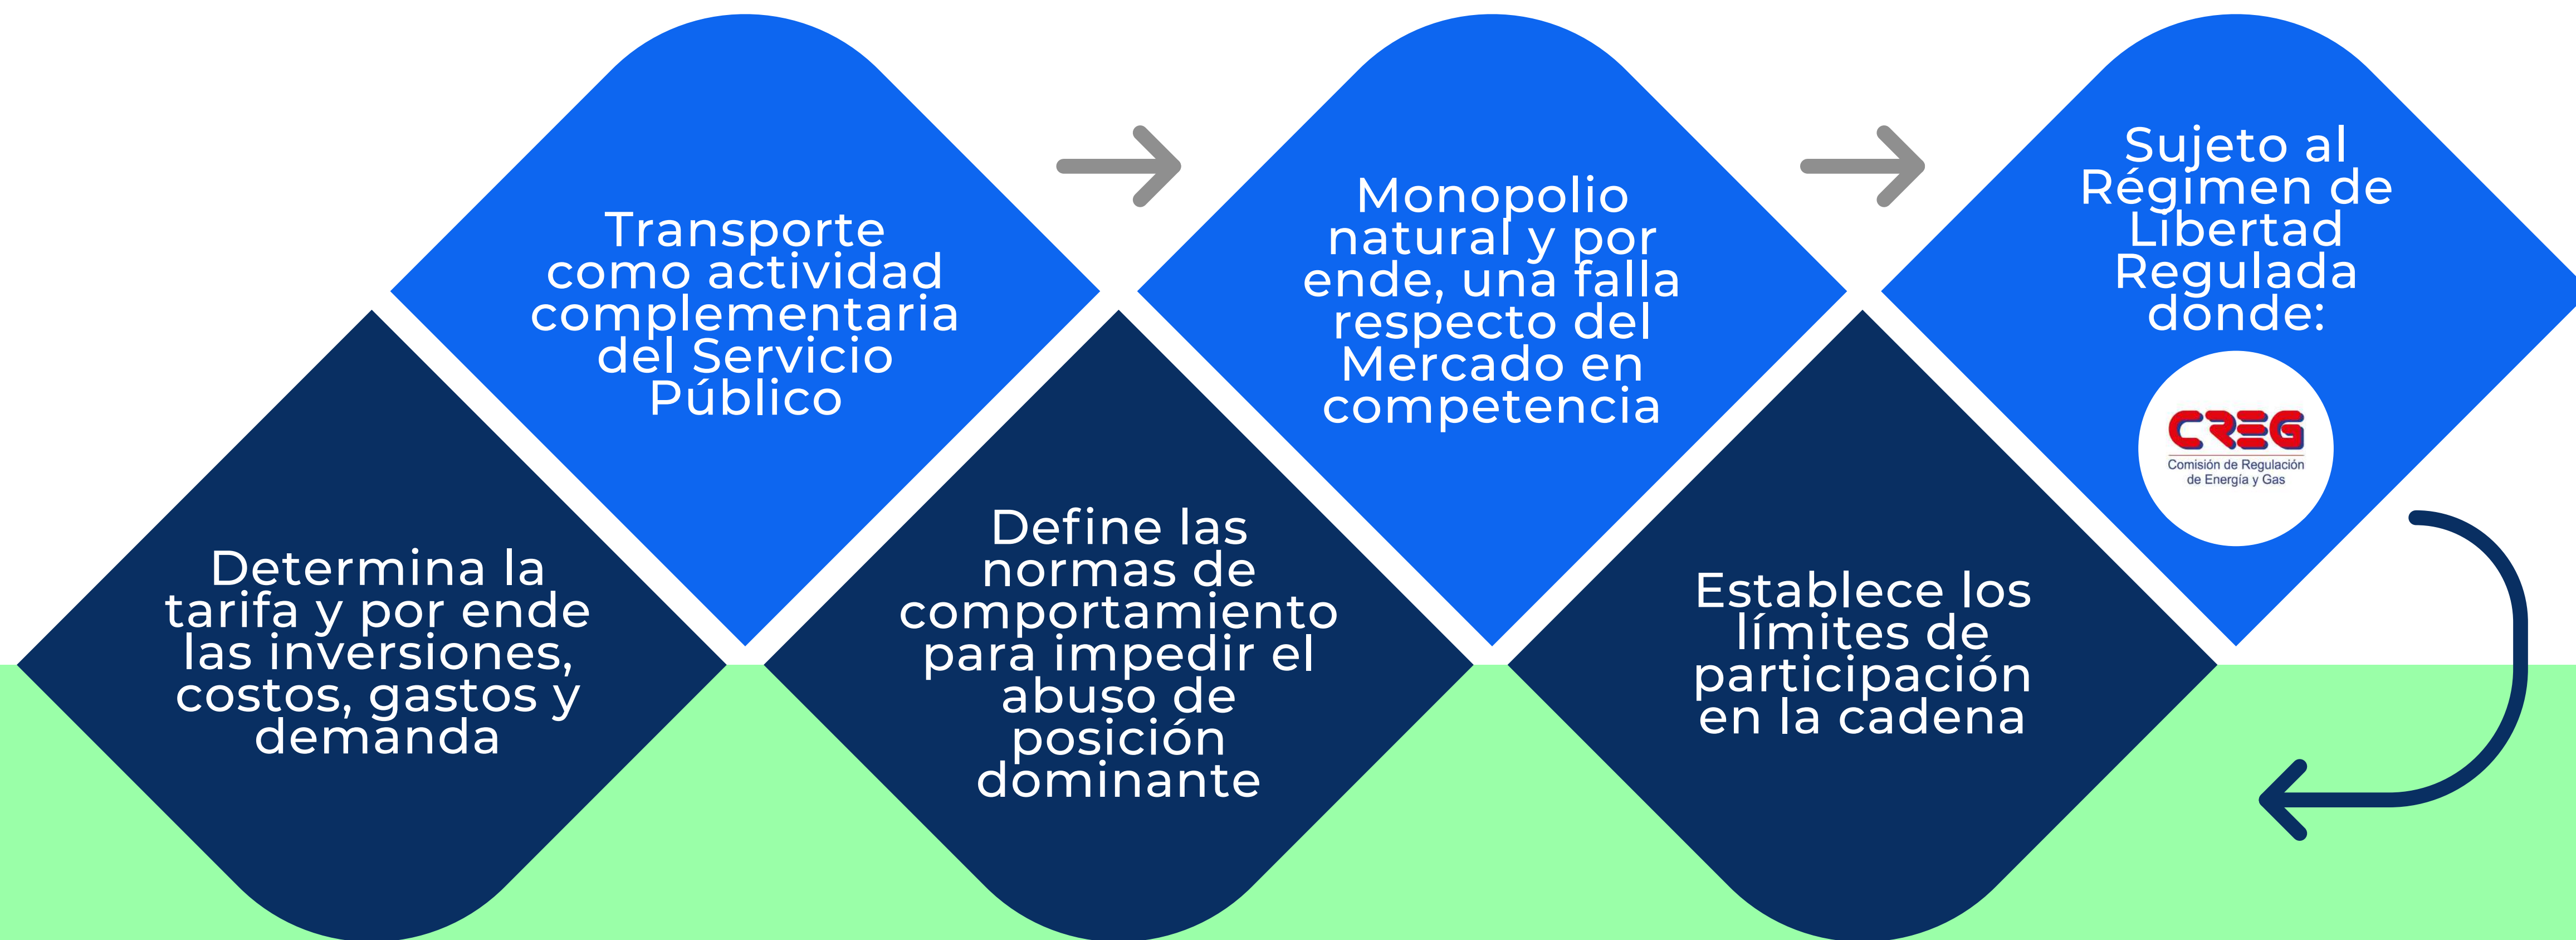 Transporte
como actividad
complementaria
del Servicio
Público
Monopolio
natural y por
ende, una falla
respecto del
Mercado en
competencia
Sujeto al
Régimen de
Libertad
Regulada
donde:
CREG
Comisión de Regulación
de Energía y Gas
Determina la
tarifa y por ende
las inversiones,
costos, gastos y
demanda
Define las
normas de
comportamiento
para impedir el
abuso de
posición
dominante
Establece los
límites de
participación
en la cadena